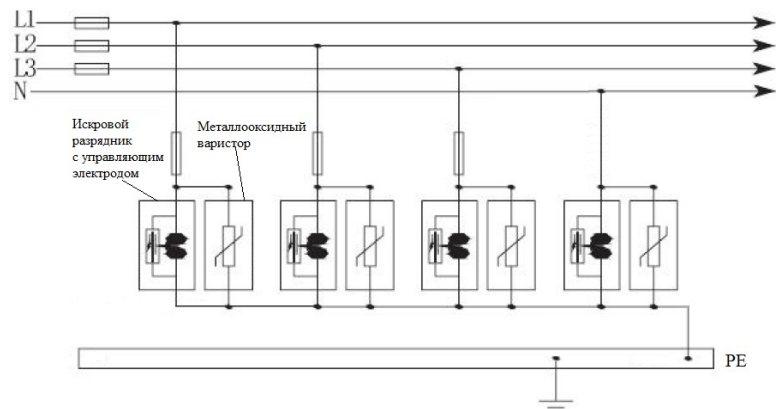 L1
L2
L3
N
Искровой
разрядник
с управляющим
электродом
Металлооксидный
варистор
PE